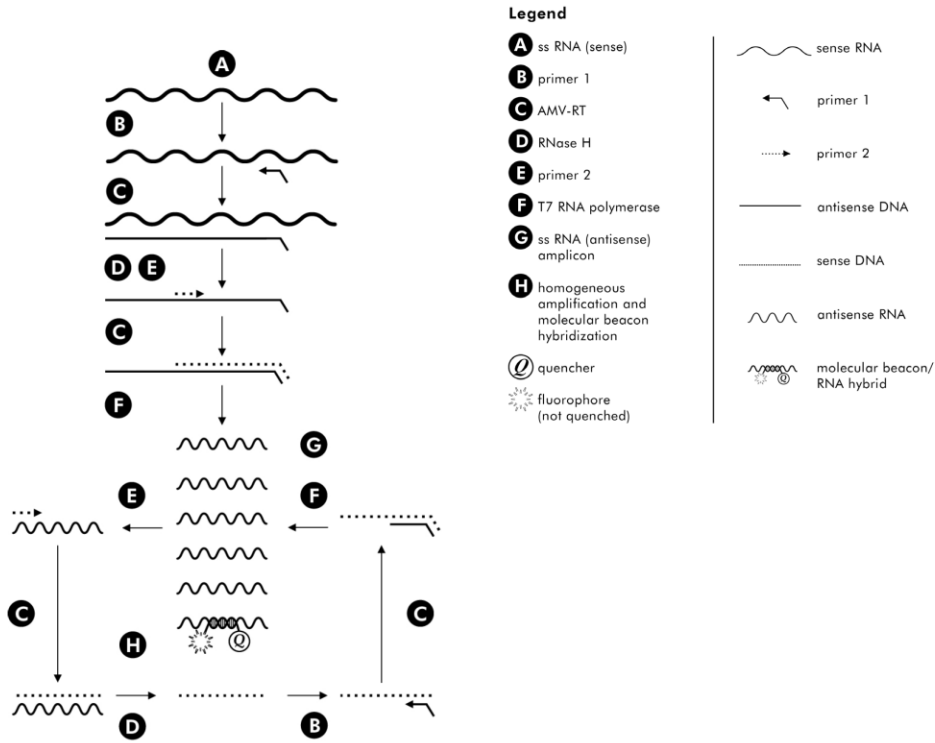 A
B
C
D E
C
F
G
E
F
C
C
H
Q
D
B
Legend
A ss RNA (sense)
B primer 1
C AMV-RT
D RNase H
E primer 2
F T7 RNA polymerase
G ss RNA (antisense)
amplicon
H homogeneous
amplification and
molecular beacon
hybridization
Q quencher
fluorophore
(not quenched)
sense RNA
primer 1
primer 2
antisense DNA
sense DNA
antisense RNA
Q
molecular beacon/
RNA hybrid